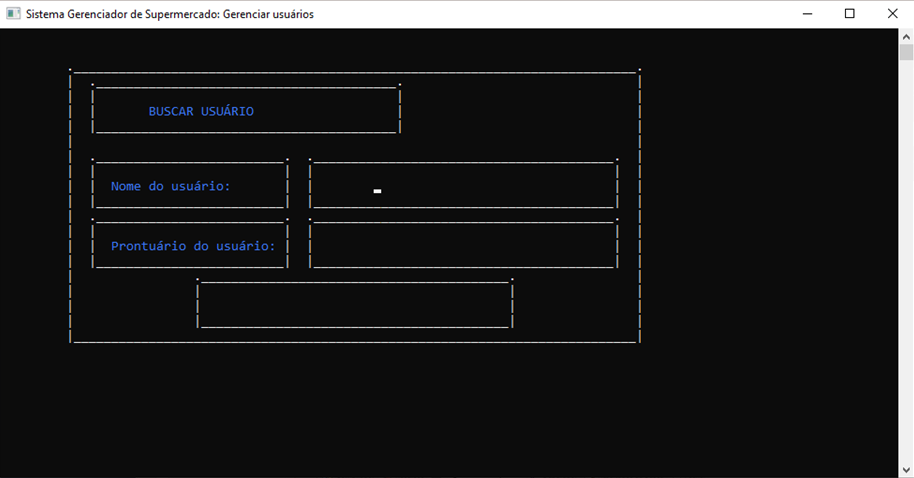 Sistema Gerenciador de Supermercado: Gerenciar usuários
BUSCAR USUÁRIO
Nome do usuário:
Prontuário do usuário: